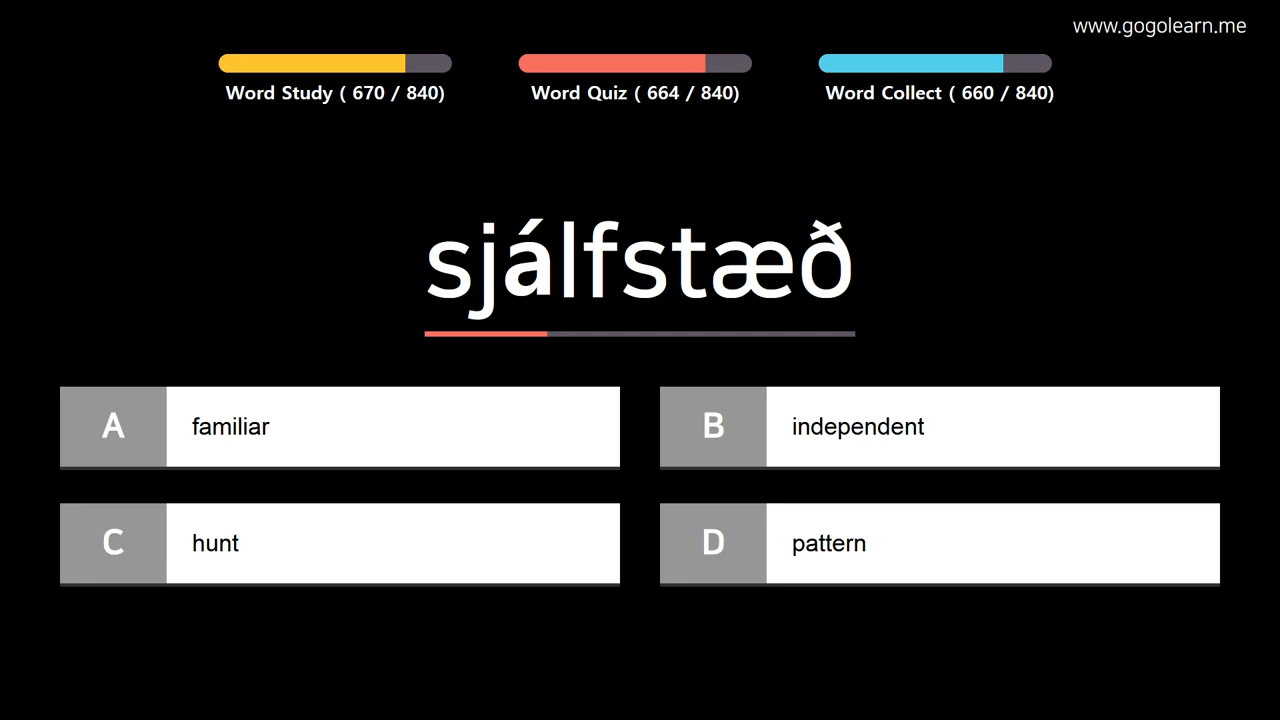 www.gogolearn.me
Word Study ( 670 / 840)
Word Quiz ( 664 / 840)
Word Collect ( 660 / 840)
sjálfstæð
A familiar
B independent
C hunt
D pattern